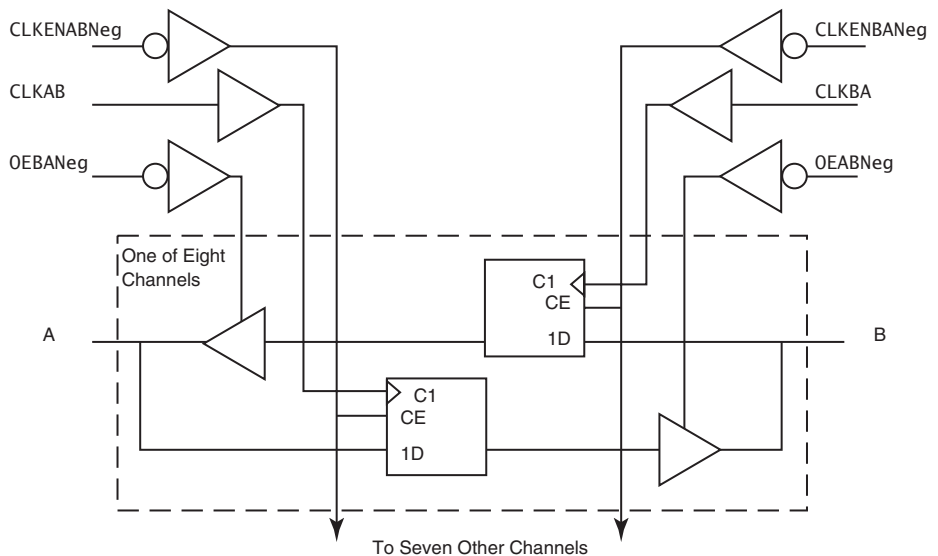 CLKENABNeg
CLKENBANeg
CLKAB
CLKBA
OEBANeg
OEABNeg
One of Eight
Channels
C1
CE
1D
A
B
C1
CE
1D
To Seven Other Channels